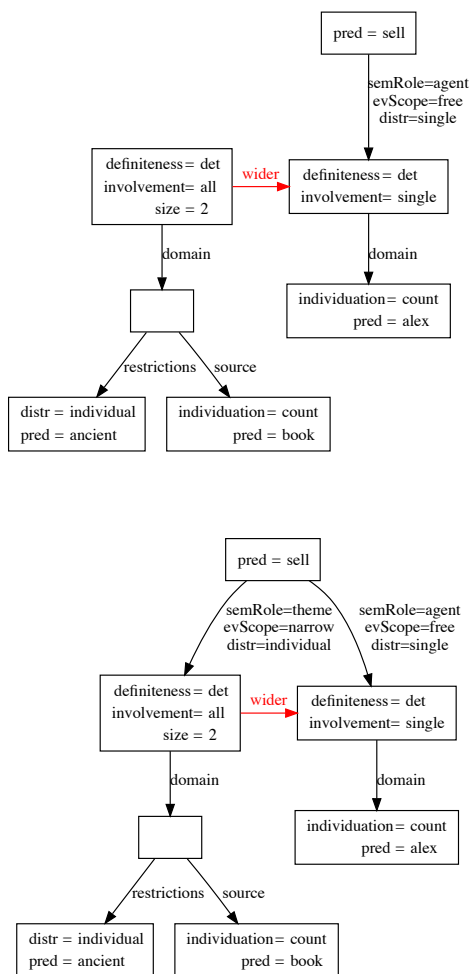 pred = sell
semRole=agent
evScope=free
distr=single
definiteness= det
involvement= all
size = 2
wider
definiteness= det
involvement= single
domain
domain
individuation= count
pred = alex
restrictions
source
distr = individual
pred = ancient
individuation= count
pred = book
pred = sell
semRole=theme
evScope=narrow
distr=individual
semRole=agent
evScope=free
distr=single
definiteness= det
involvement= all
size = 2
wider
definiteness= det
involvement= single
domain
domain
individuation= count
pred = alex
restrictions
source
distr = individual
pred = ancient
individuation= count
pred = book